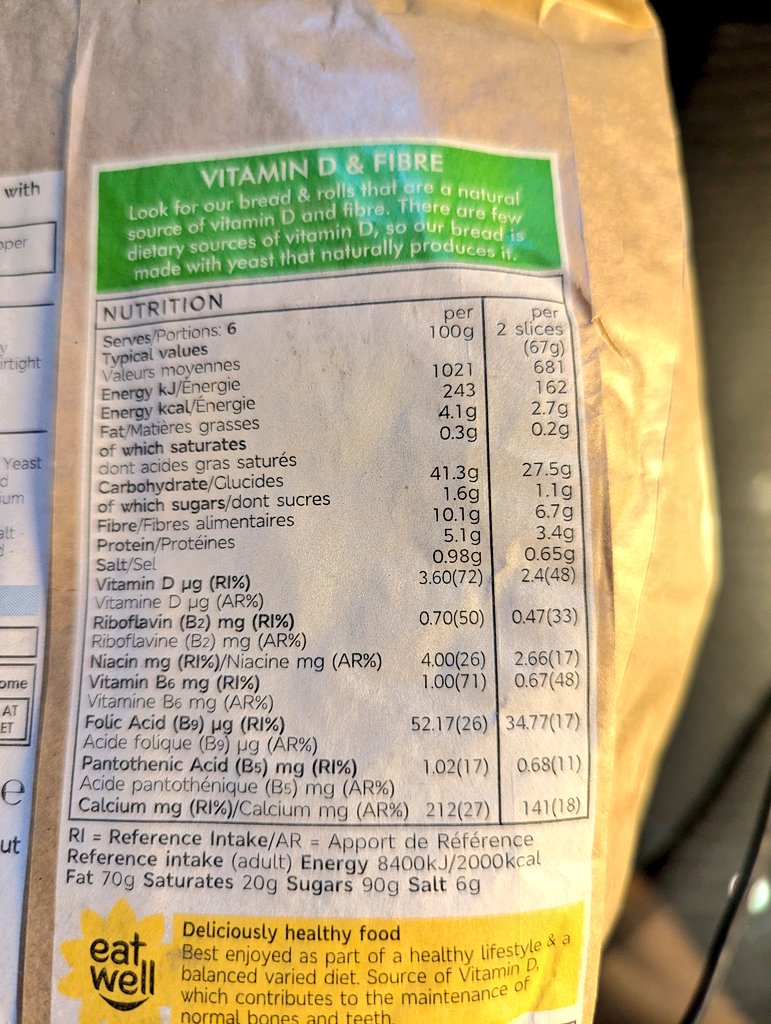 with
VITAMIN D & FIBRE
Look for our bread & rolls that are a natural
source of vitamin D and fibre. There are few
dietary sources of vitamin D, so our bread is
made with yeast that naturally produces it.
NUTRITION
Serves/Portions: 6 per per
Typical values 100g 2 slices
Valeurs moyennes (67g)
Energy kJ/Énergie 1021 681
Energy kcal/Énergie 243 162
Fat/Matières grasses 4.1g 2.7g
of which saturates 0.3g 0.2g
dont acides gras saturés
Carbohydrate/Glucides 41.3g 27.5g
of which sugars/dont sucres 1.6g 1.1g
Fibre/Fibres alimentaires 10.1g 6.7g
Protein/Protéines 5.1g 3.4g
Salt/Sel 0.98g 0.65g
Vitamin D µg (RI%) 3.60(72) 2.4(48)
Vitamine D µg (AR%)
Riboflavin (B2) mg (RI%) 0.70(50) 0.47(33)
Riboflavine (B2) mg (AR%)
Niacin mg (RI%)/Niacine mg (AR%) 4.00(26) 2.66(17)
Vitamin B6 mg (RI%) 1.00(71) 0.67(48)
Vitamine B6 mg (AR%)
Folic Acid (B9) µg (RI%) 52.17(26) 34.77(17)
Acide folique (B9) µg (AR%)
Pantothenic Acid (B5) mg (RI%) 1.02(17) 0.68(11)
Acide pantothénique (B5) mg (AR%)
Calcium mg (RI%)/Calcium mg (AR%) 212(27) 141(18)
RI = Reference Intake/AR = Apport de Référence
Reference intake (adult) Energy 8400kJ/2000kcal
Fat 70g Saturates 20g Sugars 90g Salt 6g
eat
well
Deliciously healthy food
Best enjoyed as part of a healthy lifestyle & a
balanced varied diet. Source of Vitamin D,
which contributes to the maintenance of
normal bones and teeth.
Yeast
AT